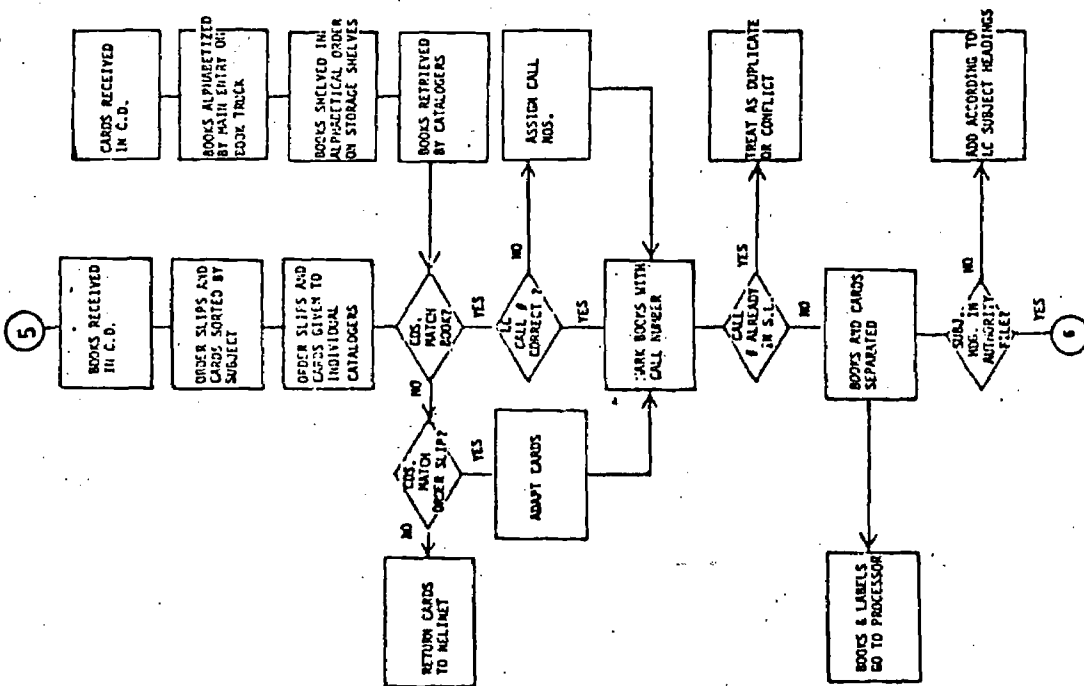 5
CARDS RECEIVED
IN C.D.
BOOKS RECEIVED
IN C.D.
BOOKS ALPHABETIZED
BY MAIN ENTRY ON
BOOK TRUCK
ORDER SLIPS AND
CARDS SORTED BY
SUBJECT
BOOKS SHELVED IN
ALPHABETICAL ORDER
ON STORAGE SHELVES
ORDER SLIPS AND
CARDS GIVEN TO
INDIVIDUAL
CATALOGERS
BOOKS RETRIEVED
BY CATALOGERS
CDS.
MATCH
BOOK?
NO
YES
CDS.
MATCH
ORDER SLIP?
NO
YES
RETURN CARDS
TO NELINET
ADAPT CARDS
LC
CALL #
CORRECT ?
NO
YES
ASSIGN CALL
NOS.
MARK BOOKS WITH
CALL NUMBER
CALL
# ALREADY
IN S.L.
YES
NO
TREAT AS DUPLICATE
OR CONFLICT
BOOKS AND CARDS
SEPARATED
BOOKS & LABELS
GO TO PROCESSOR
SUBJ.
HDG. IN
AUTHORITY
FILE?
NO
YES
ADD ACCORDING TO
LC SUBJECT HEADINGS
6